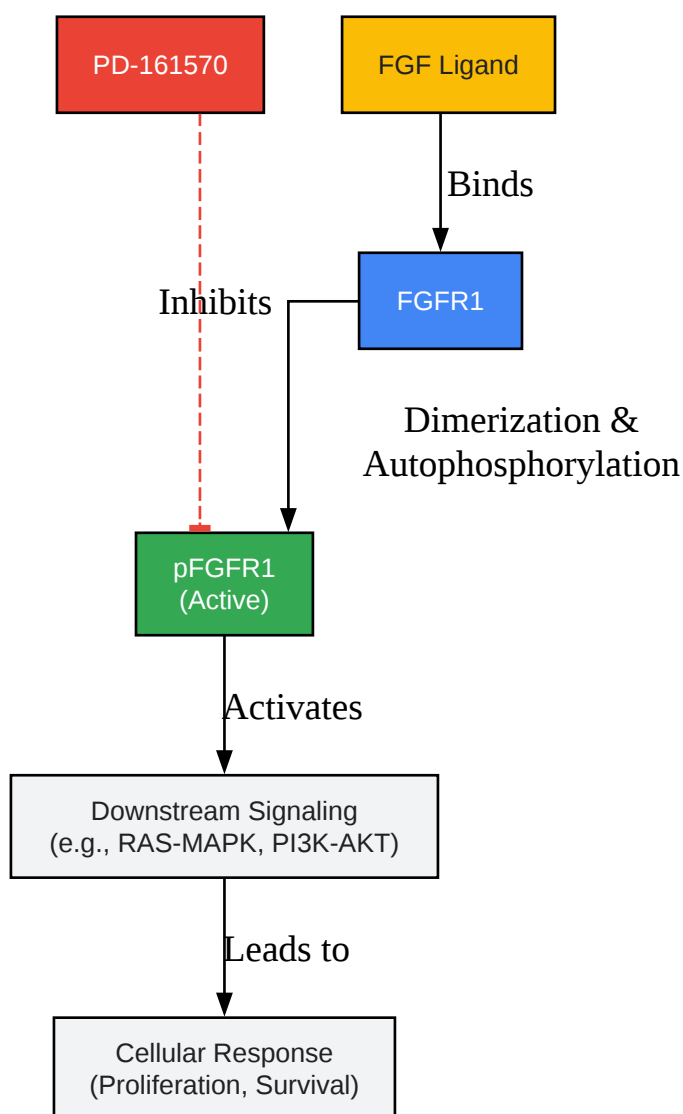 PD-161570
FGF Ligand
Binds
FGFR1
Inhibits
Dimerization &
Autophosphorylation
pFGFR1
(Active)
Activates
Downstream Signaling
(e.g., RAS-MAPK, PI3K-AKT)
Leads to
Cellular Response
(Proliferation, Survival)